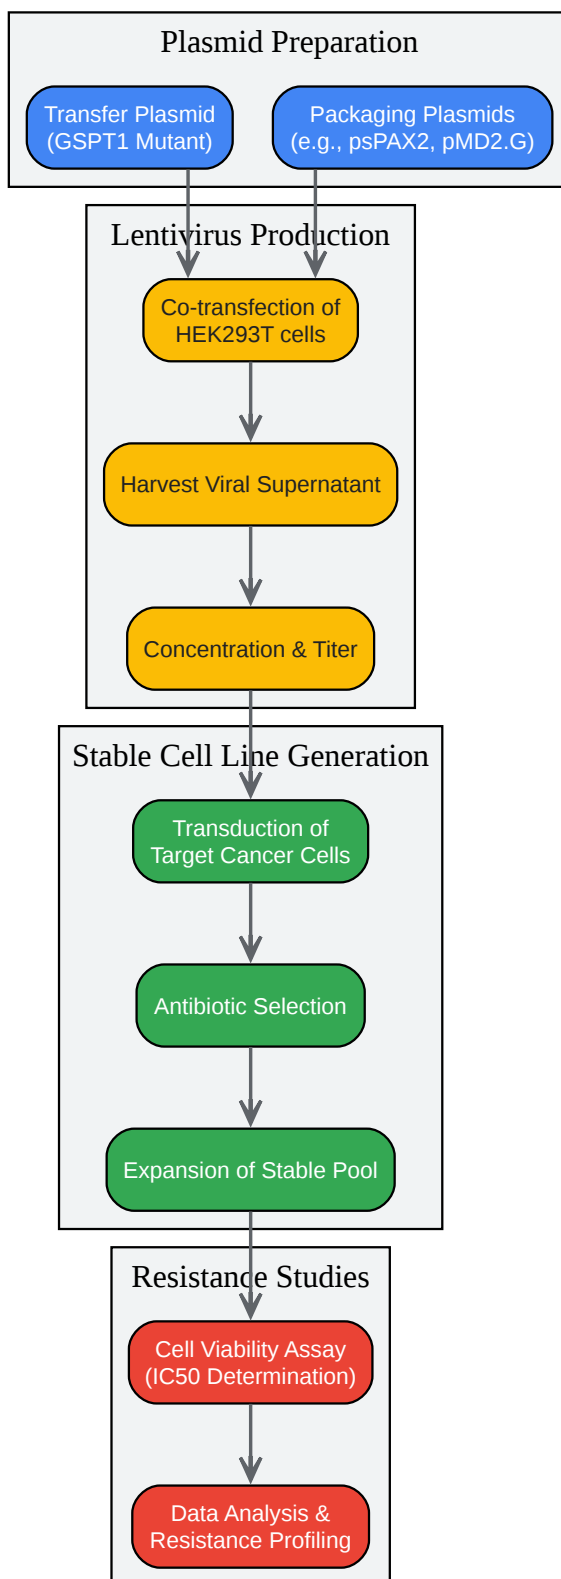 Plasmid Preparation
Transfer Plasmid
(GSPT1 Mutant)
Packaging Plasmids
(e.g., psPAX2, pMD2.G)
Lentivirus Production
Co-transfection of
HEK293T cells
Harvest Viral Supernatant
Concentration & Titer
Stable Cell Line Generation
Transduction of
Target Cancer Cells
Antibiotic Selection
Expansion of Stable Pool
Resistance Studies
Cell Viability Assay
(IC50 Determination)
Data Analysis &
Resistance Profiling